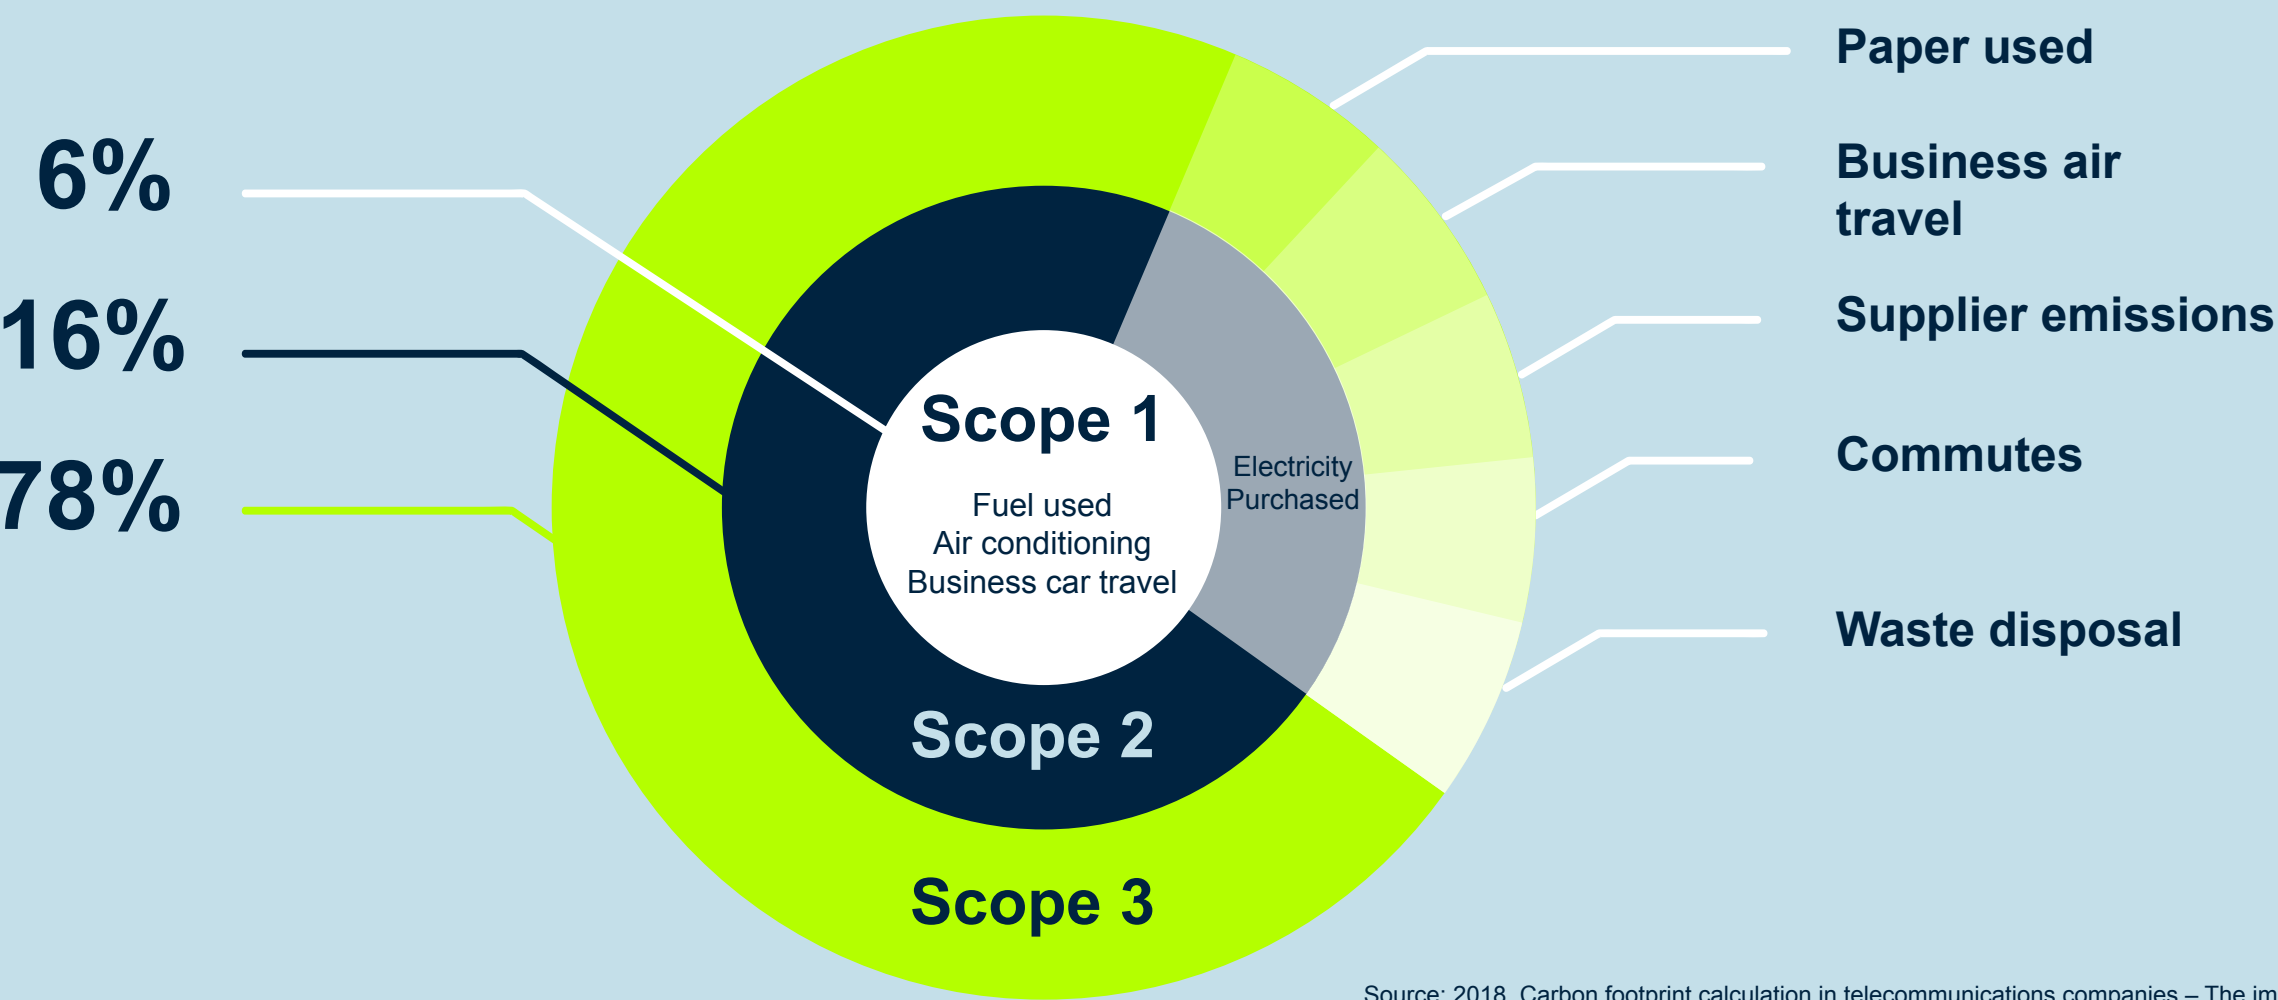 6%
16%
78%
Scope 1
Fuel used
Air conditioning
Business car travel
Electricity
Purchased
Scope 2
Scope 3
Paper used
Business air
travel
Supplier emissions
Commutes
Waste disposal
Source: 2018, Carbon footprint calculation in telecommunications companies – The